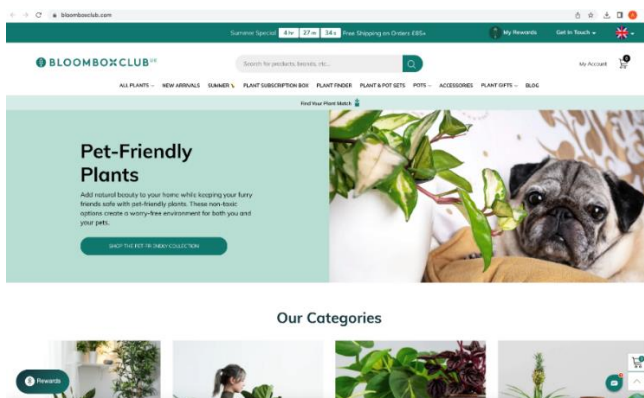 bloomboxclub.com
Summer Special 4 hr 27 m 34 s Free Shipping on Orders £85+
My Rewards
Get In Touch
BLOOMBOXCLUB UK
Search for products, brands, etc...
My Account
0
ALL PLANTS
NEW ARRIVALS
SUMMER
PLANT SUBSCRIPTION BOX
PLANT FINDER
PLANT & POT SETS
POTS
ACCESSORIES
PLANT GIFTS
BLOG
Find Your Plant Match
Pet-Friendly
Plants
Add natural beauty to your home while keeping your furry
friends safe with pet-friendly plants. These non-toxic
options create a worry-free environment for both you and
your pets.
SHOP THE PET FRIENDLY COLLECTION
Our Categories
Rewards